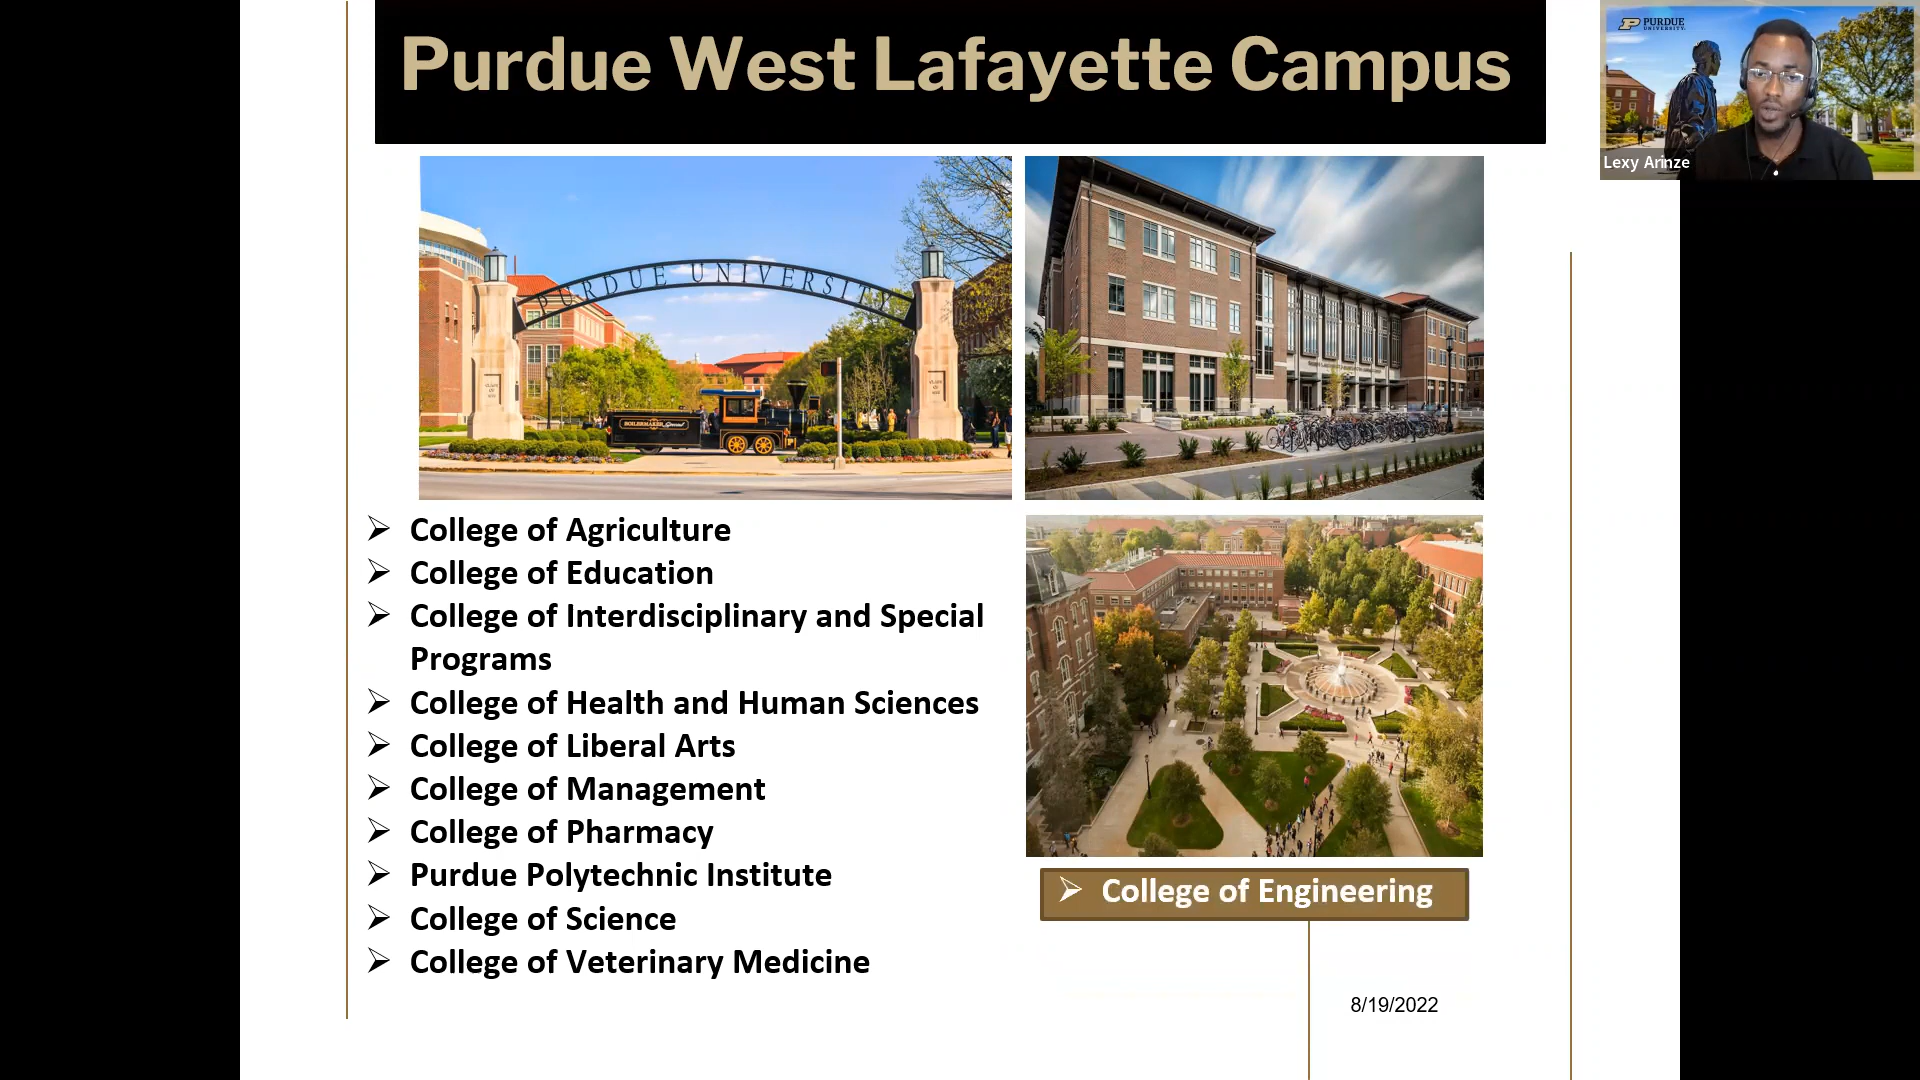 Purdue West Lafayette Campus
PURDUE
UNIVERSITY
Lexy Arinze
PURDUE UNIVERSITY
BOILERMAKER Special
College of Agriculture
College of Education
College of Interdisciplinary and Special
Programs
College of Health and Human Sciences
College of Liberal Arts
College of Management
College of Pharmacy
Purdue Polytechnic Institute
College of Science
College of Veterinary Medicine
College of Engineering
8/19/2022